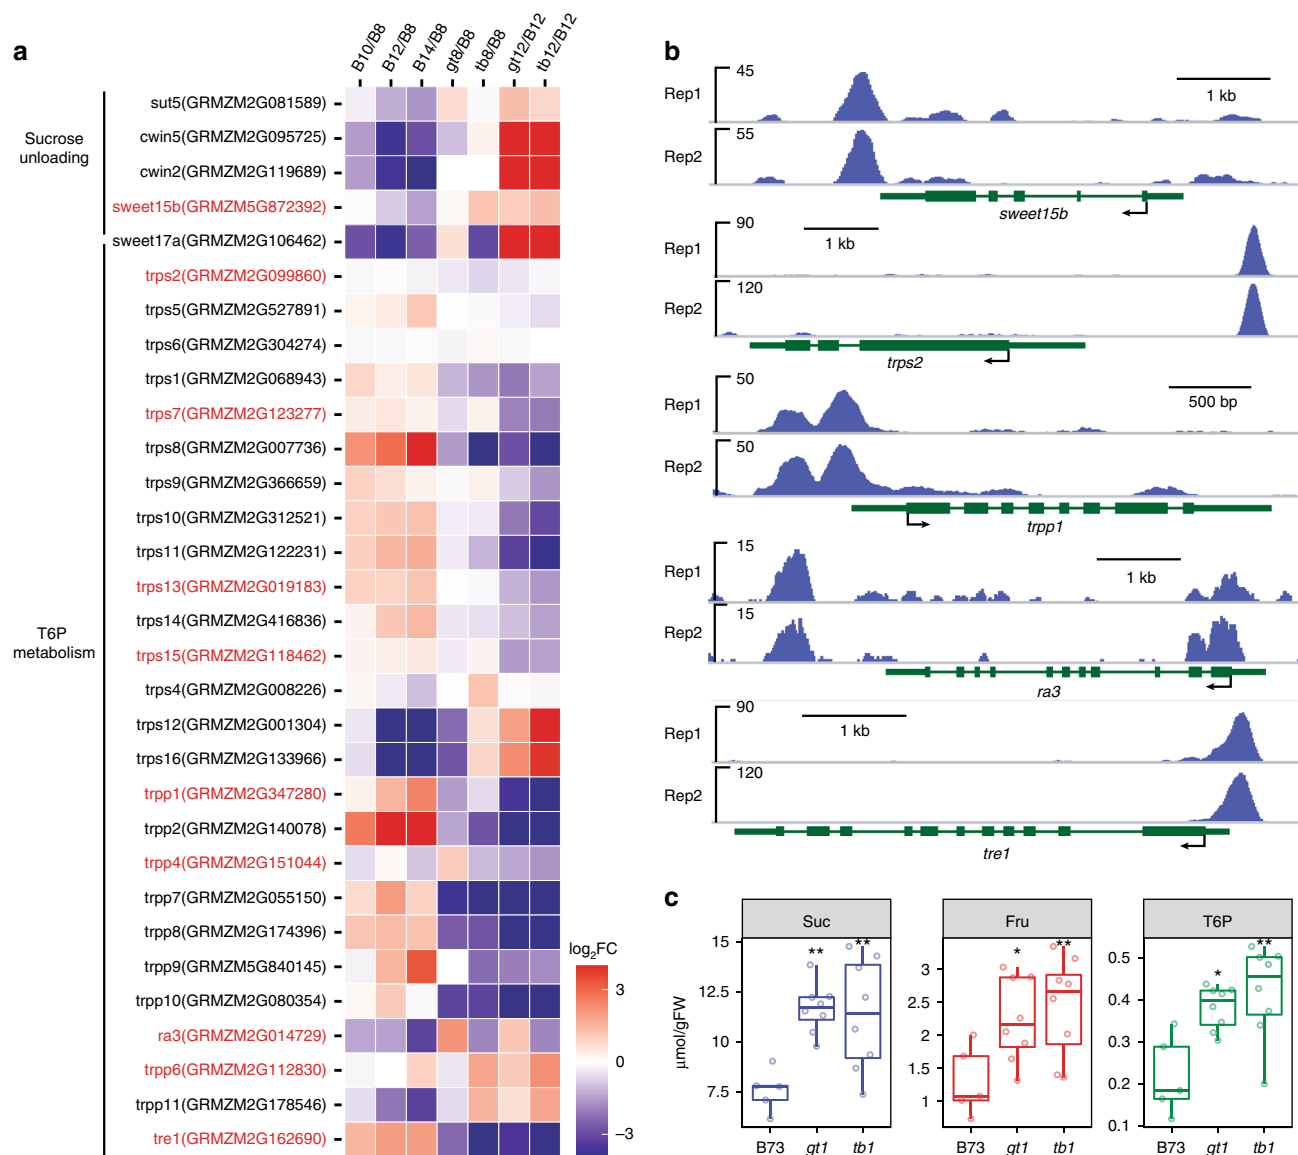 a
B10/B8
B12/B8
B14/B8
gt8/B8
tb8/B8
gt12/B12
tb12/B12
Sucrose
unloading
sut5(GRMZM2G081589)
cwin5(GRMZM2G095725)
cwin2(GRMZM2G119689)
sweet15b(GRMZM5G872392)
sweet17a(GRMZM2G106462)
T6P
metabolism
trps2(GRMZM2G099860)
trps5(GRMZM2G527891)
trps6(GRMZM2G304274)
trps1(GRMZM2G068943)
trps7(GRMZM2G123277)
trps8(GRMZM2G007736)
trps9(GRMZM2G366659)
trps10(GRMZM2G312521)
trps11(GRMZM2G122231)
trps13(GRMZM2G019183)
trps14(GRMZM2G416836)
trps15(GRMZM2G118462)
trps4(GRMZM2G008226)
trps12(GRMZM2G001304)
trps16(GRMZM2G133966)
trpp1(GRMZM2G347280)
trpp2(GRMZM2G140078)
trpp4(GRMZM2G151044)
trpp7(GRMZM2G055150)
trpp8(GRMZM2G174396)
trpp9(GRMZM5G840145)
trpp10(GRMZM2G080354)
ra3(GRMZM2G014729)
trpp6(GRMZM2G112830)
trpp11(GRMZM2G178546)
tre1(GRMZM2G162690)
log2FC
3
0
−3
b
45
Rep1
1 kb
55
Rep2
sweet15b
90
Rep1
1 kb
120
Rep2
trps2
50
Rep1
500 bp
50
Rep2
trpp1
15
Rep1
1 kb
15
Rep2
ra3
90
Rep1
1 kb
120
Rep2
tre1
c
µmol/gFW
Suc
15
12.5
10
7.5
** **
B73 gt1 tb1
Fru
3
2.5
2
1.5
1
* **
B73 gt1 tb1
T6P
0.5
0.4
0.3
0.2
0.1
* **
B73 gt1 tb1